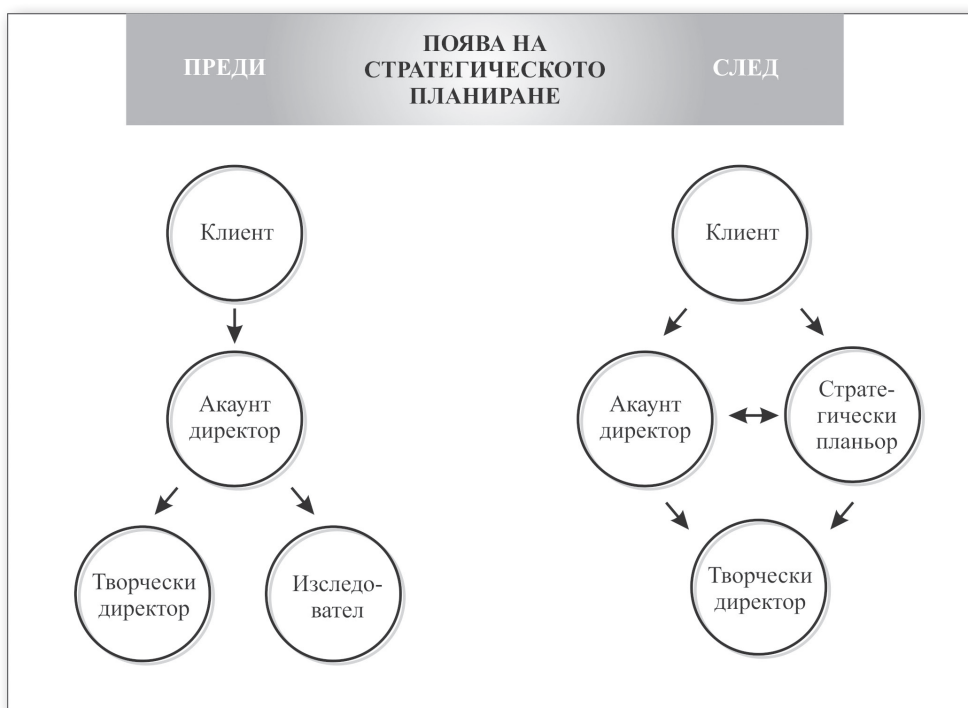 ПРЕДИ
ПОЯВА НА
СТРАТЕГИЧЕСКОТО
ПЛАНИРАНЕ
СЛЕД
Клиент
Акаунт
директор
Творчески
директор
Изследо-
вател
Клиент
Акаунт
директор
Страте-
гически
планьор
Творчески
директор